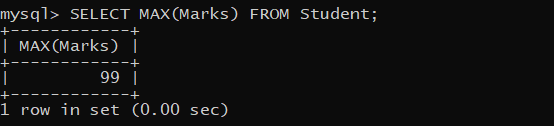 mysql> SELECT MAX(Marks) FROM Student;
+------------+
| MAX(Marks) |
+------------+
|         99 |
+------------+
1 row in set (0.00 sec)